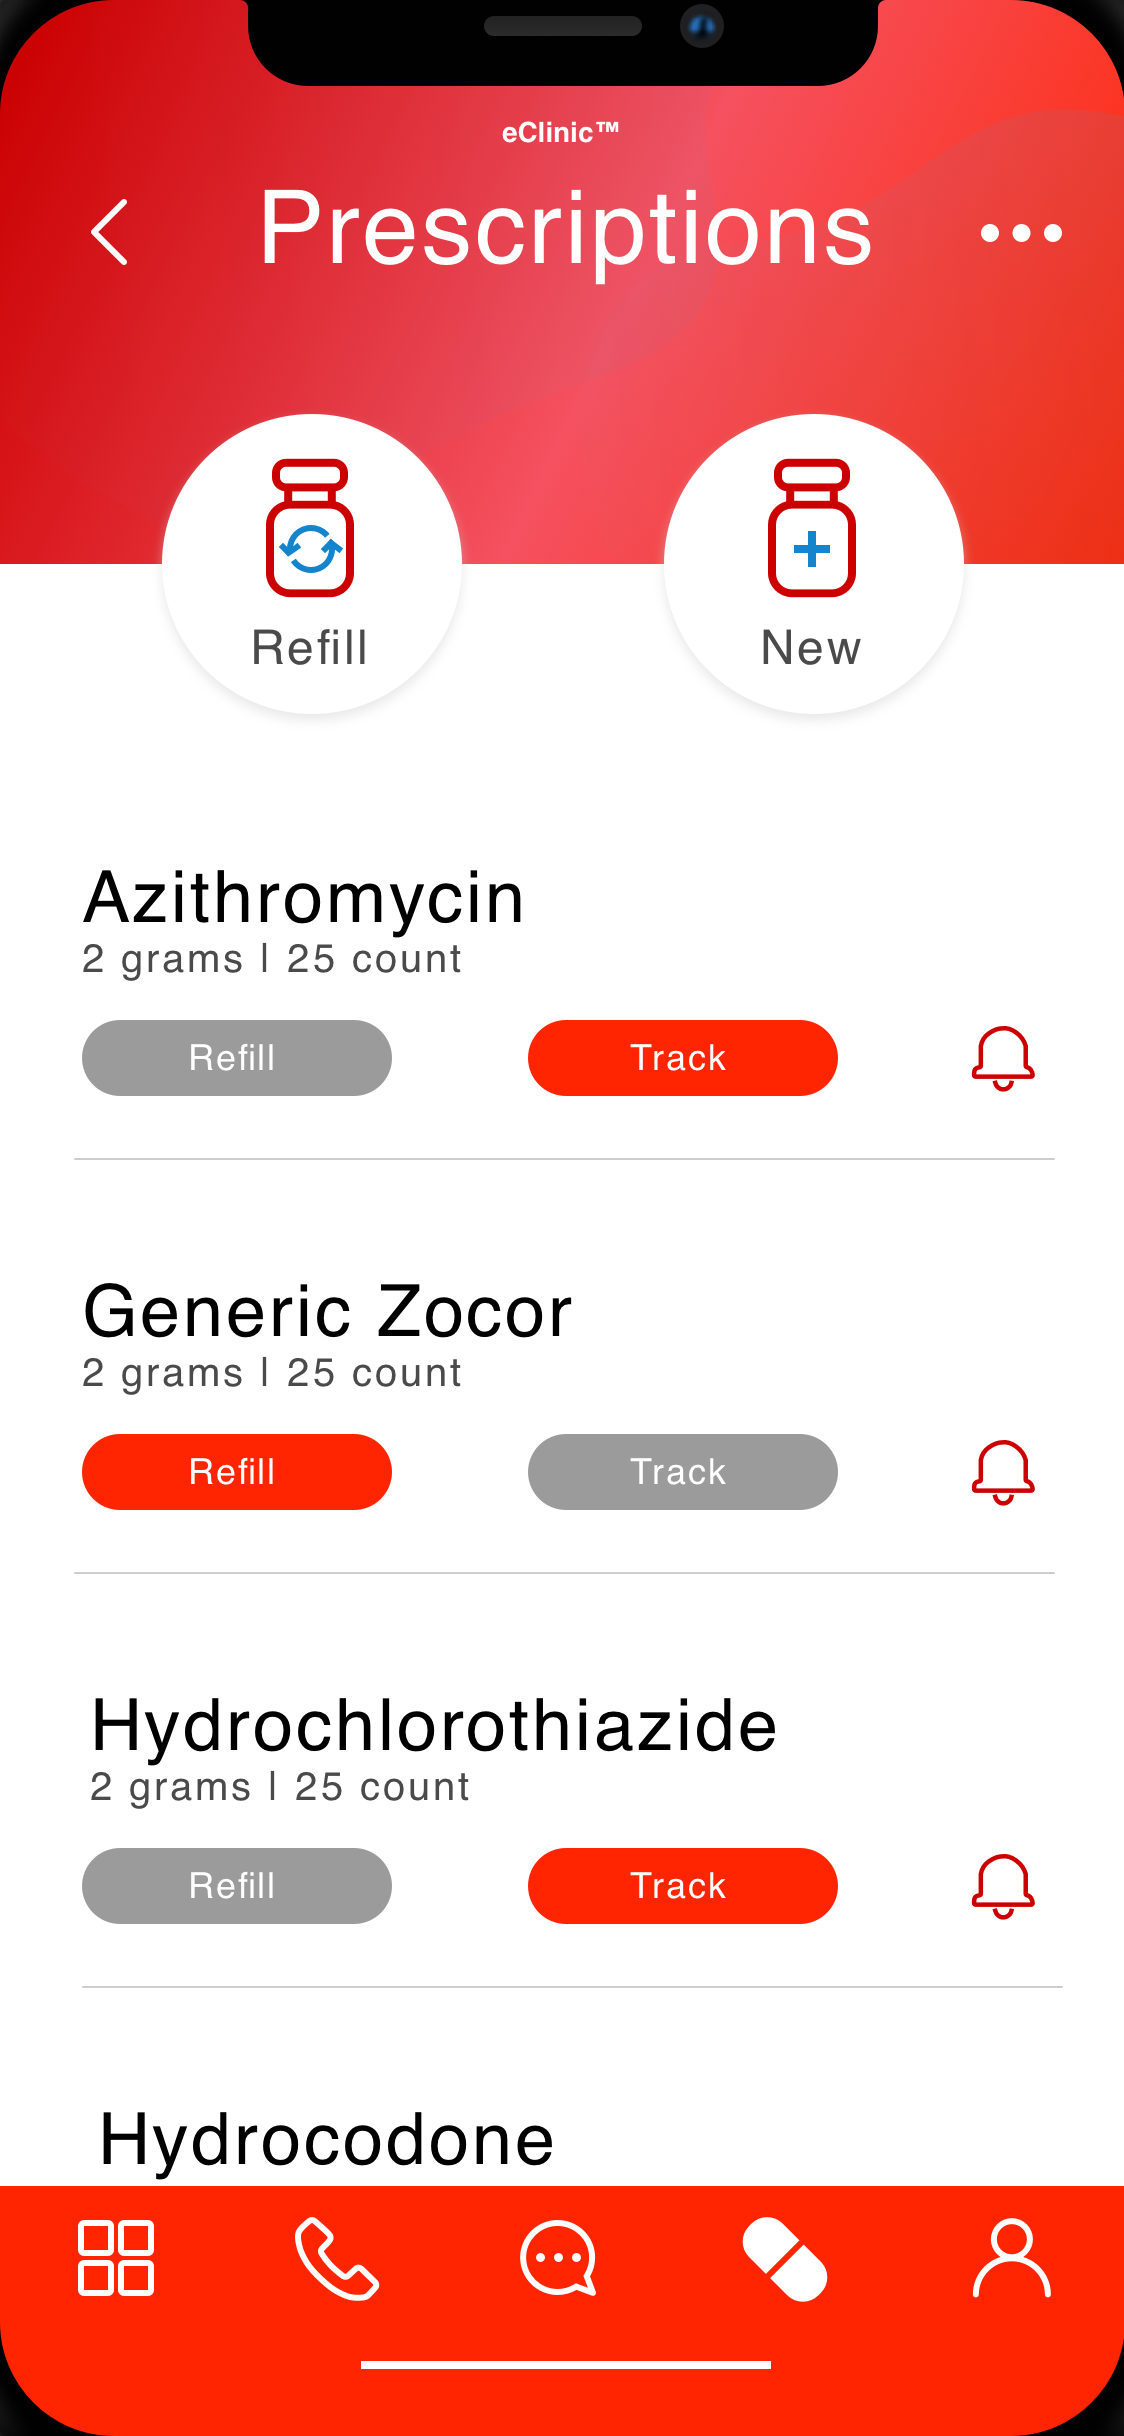 eClinic™
Prescriptions
Refill
New
Azithromycin
2 grams | 25 count
Refill
Track
Generic Zocor
2 grams | 25 count
Refill
Track
Hydrochlorothiazide
2 grams | 25 count
Refill
Track
Hydrocodone